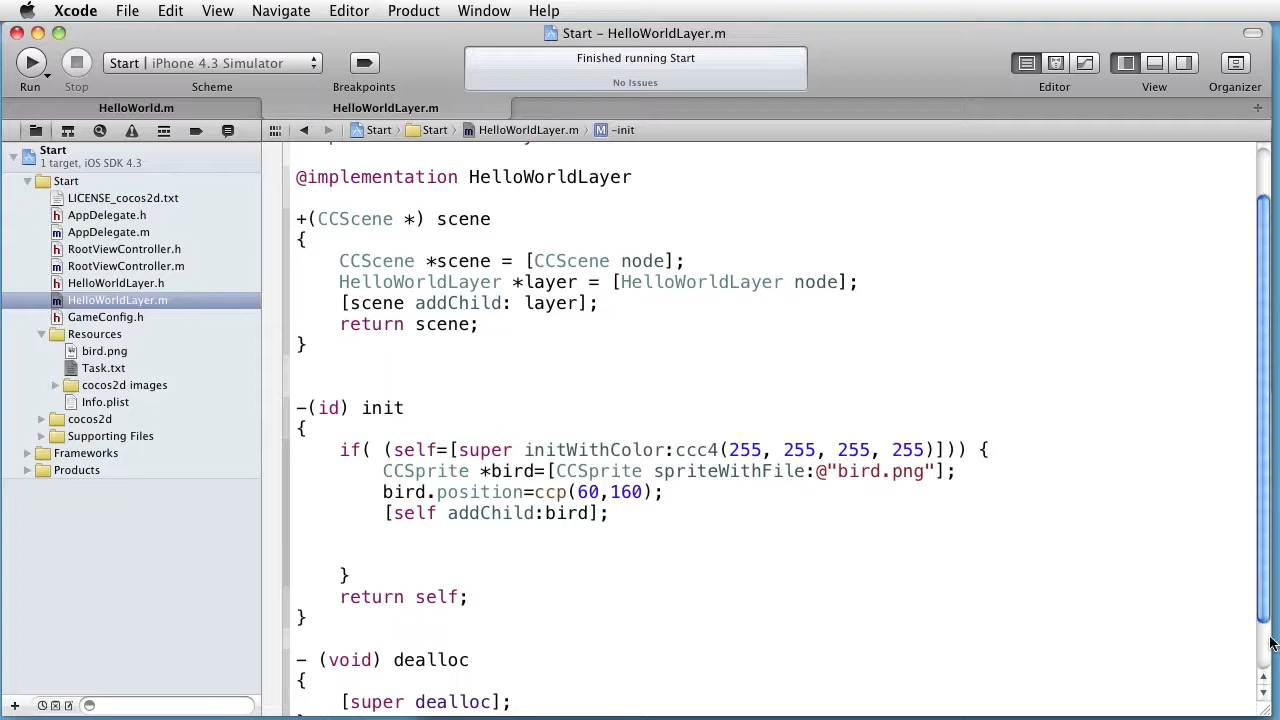 Xcode File Edit View Navigate Editor Product Window Help
Start – HelloWorldLayer.m
Start | iPhone 4.3 Simulator
Finished running Start
No Issues
Run Stop Scheme Breakpoints Editor View Organizer
HelloWorld.m HelloWorldLayer.m
Start Start HelloWorldLayer.m M -init
Start
1 target, iOS SDK 4.3
Start
LICENSE_cocos2d.txt
h AppDelegate.h
m AppDelegate.m
h RootViewController.h
m RootViewController.m
h HelloWorldLayer.h
m HelloWorldLayer.m
h GameConfig.h
Resources
bird.png
Task.txt
cocos2d images
Info.plist
cocos2d
Supporting Files
Frameworks
Products
@implementation HelloWorldLayer
+(CCScene *) scene
{
CCScene *scene = [CCScene node];
HelloWorldLayer *layer = [HelloWorldLayer node];
[scene addChild: layer];
return scene;
}
-(id) init
{
if( (self=[super initWithColor:ccc4(255, 255, 255, 255)])) {
CCSprite *bird=[CCSprite spriteWithFile:@"bird.png"];
bird.position=ccp(60,160);
[self addChild:bird];
}
return self;
}
- (void) dealloc
{
[super dealloc];